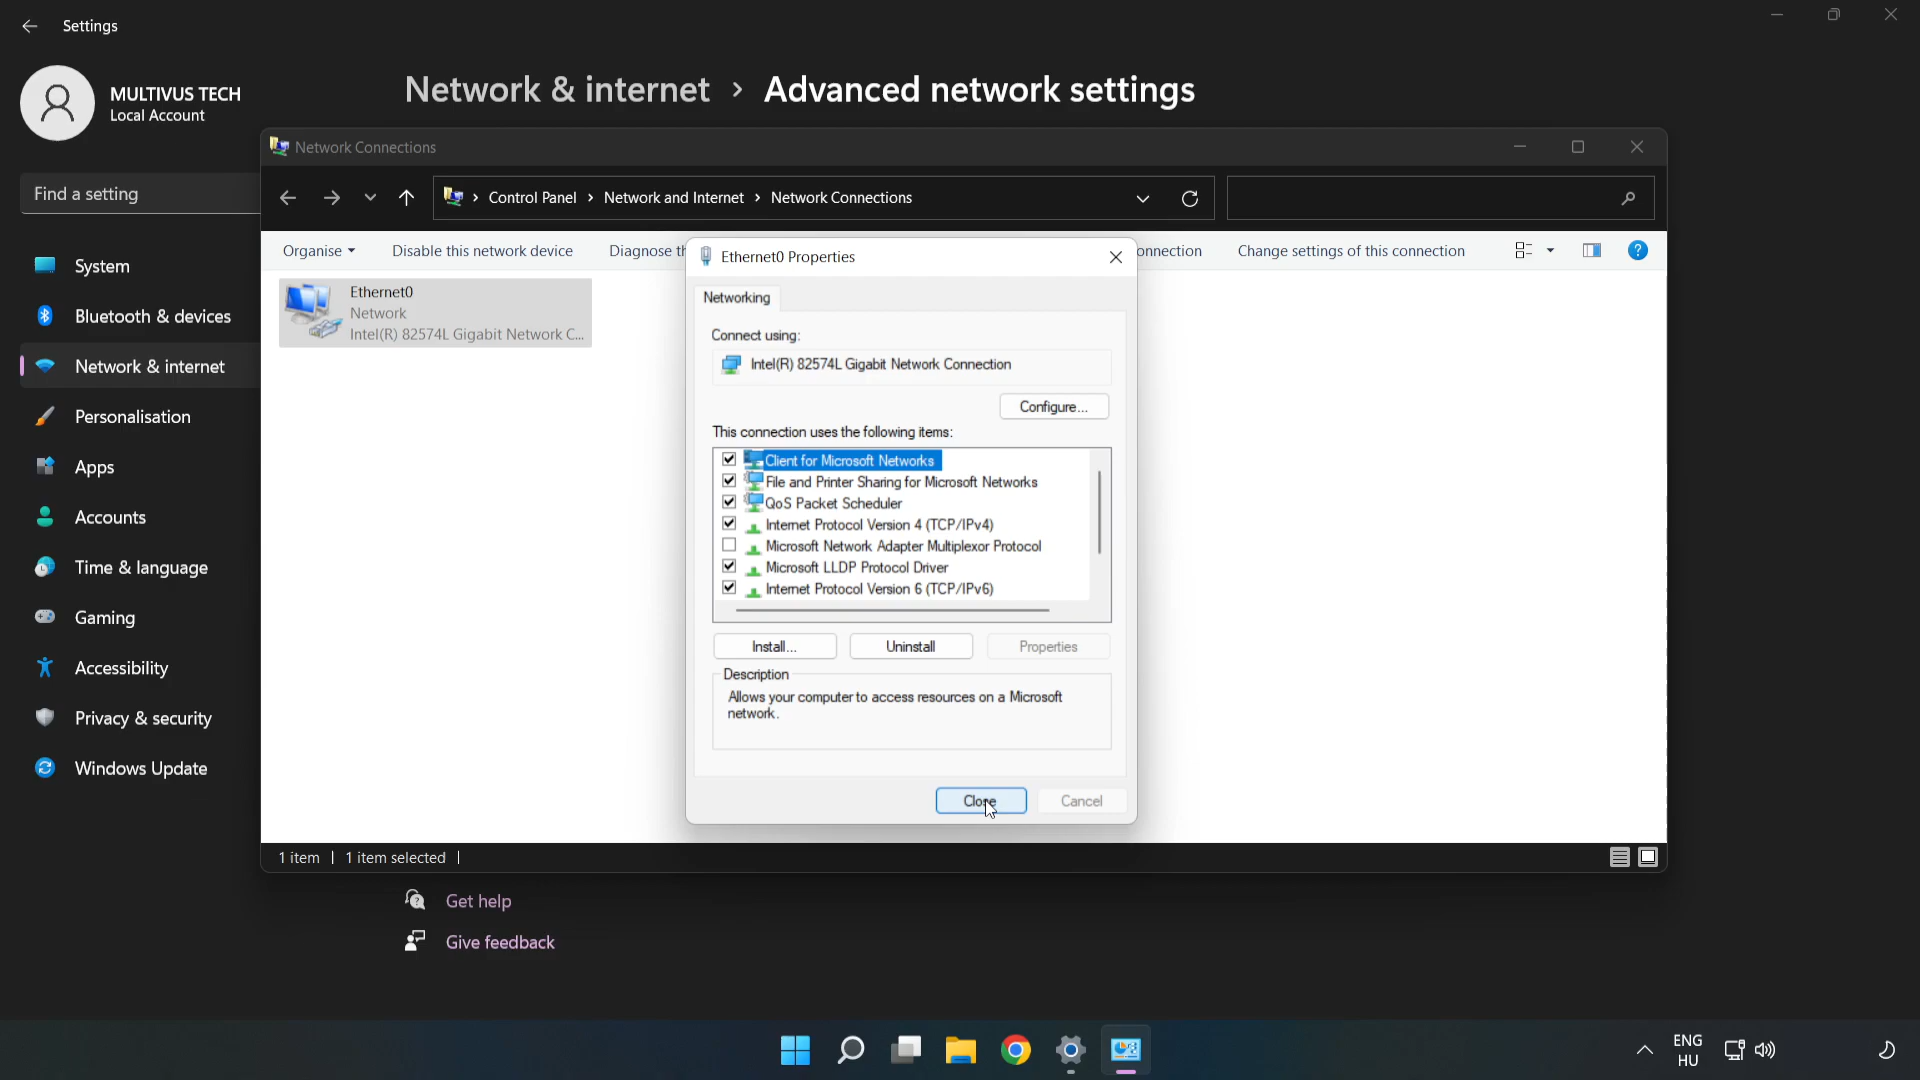 Settings
MULTIVUS TECH
Local Account
Find a setting
System
Bluetooth & devices
Network & internet
Personalisation
Apps
Accounts
Time & language
Gaming
Accessibility
Privacy & security
Windows Update
Network & internet › Advanced network settings
Network Connections
Control Panel › Network and Internet › Network Connections
Organise
Disable this network device
Diagnose
Change settings of this connection
Ethernet0
Network
Intel(R) 82574L Gigabit Network C...
Ethernet0 Properties
Networking
Connect using:
Intel(R) 82574L Gigabit Network Connection
Configure...
This connection uses the following items:
Client for Microsoft Networks
File and Printer Sharing for Microsoft Networks
QoS Packet Scheduler
Internet Protocol Version 4 (TCP/IPv4)
Microsoft Network Adapter Multiplexor Protocol
Microsoft LLDP Protocol Driver
Internet Protocol Version 6 (TCP/IPv6)
Install...
Uninstall
Properties
Description
Allows your computer to access resources on a Microsoft
network.
Close
Cancel
1 item
1 item selected
Get help
Give feedback
ENG
HU